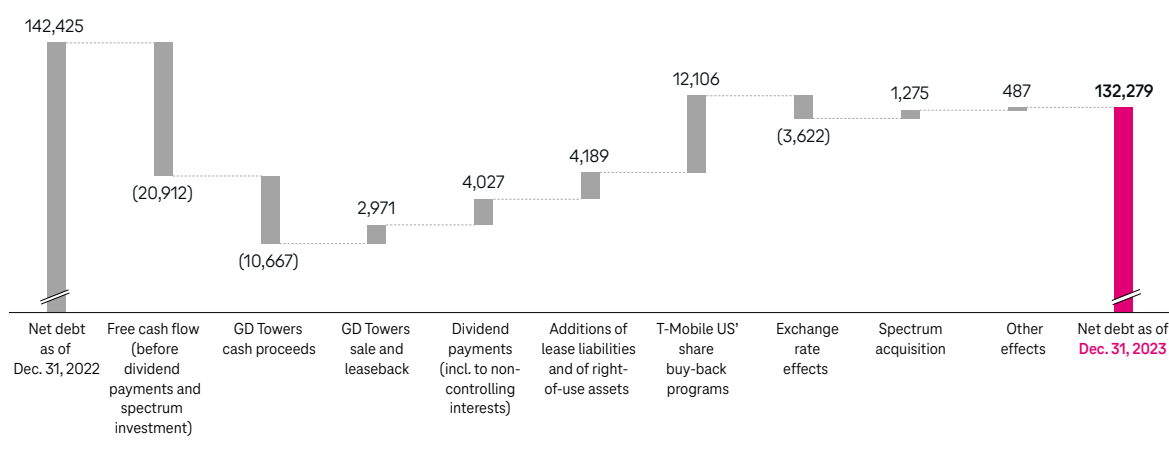 142,425
(20,912)
(10,667)
2,971
4,027
4,189
12,106
(3,622)
1,275
487
132,279
Net debt
as of
Dec. 31, 2022
Free cash flow
(before
dividend
payments and
spectrum
investment)
GD Towers
cash proceeds
GD Towers
sale and
leaseback
Dividend
payments
(incl. to non-
controlling
interests)
Additions of
lease liabilities
and of right-
of-use assets
T-Mobile US’
share
buy-back
programs
Exchange
rate
effects
Spectrum
acquisition
Other
effects
Net debt as of
Dec. 31, 2023